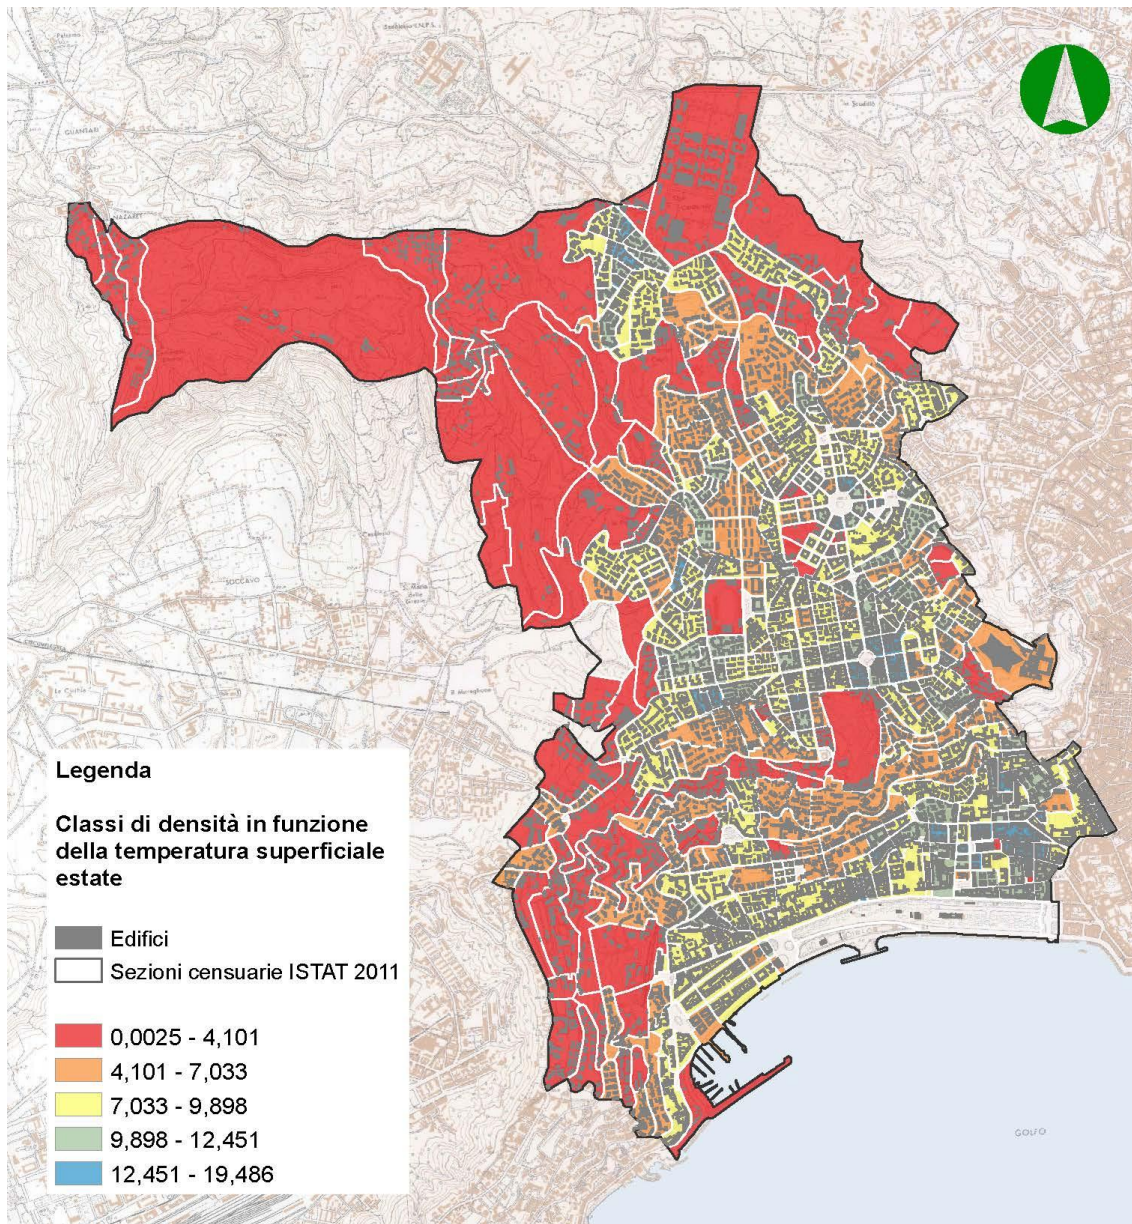 GUANTAI
NAZARET
Scudillo
SOCCAVO
GOLFO
Legenda
Classi di densità in funzione
della temperatura superficiale
estate
Edifici
Sezioni censuarie ISTAT 2011
0,0025 - 4,101
4,101 - 7,033
7,033 - 9,898
9,898 - 12,451
12,451 - 19,486